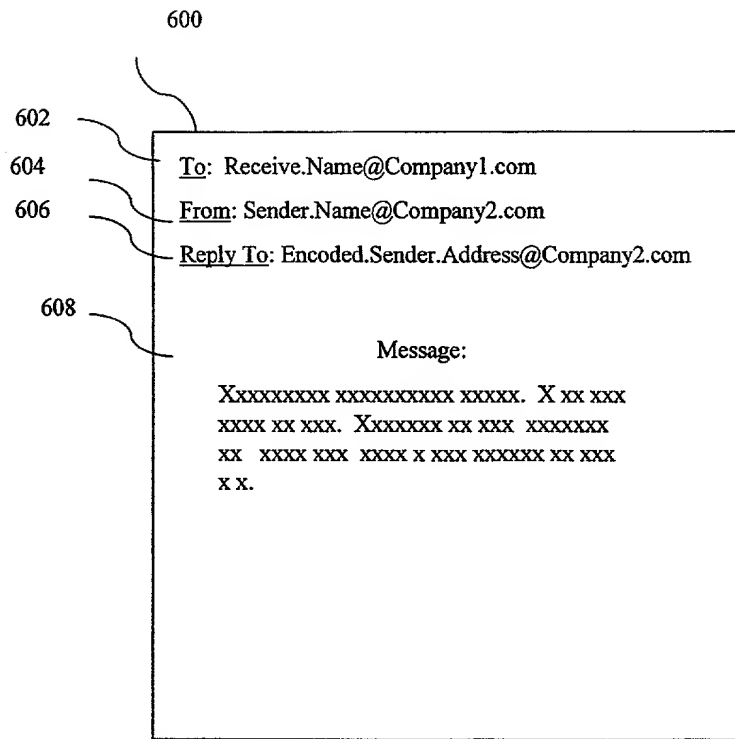 600
602
To: Receive.Name@Company1.com
604
From: Sender.Name@Company2.com
606
Reply To: Encoded.Sender.Address@Company2.com
608
Message:
Xxxxxxxxx xxxxxxxxxx xxxxx. X xx xxx
xxxx xx xxx. Xxxxxxx xx xxx xxxxxxx
xx xxxx xxx xxxx x xxx xxxxxx xx xxx
x x.